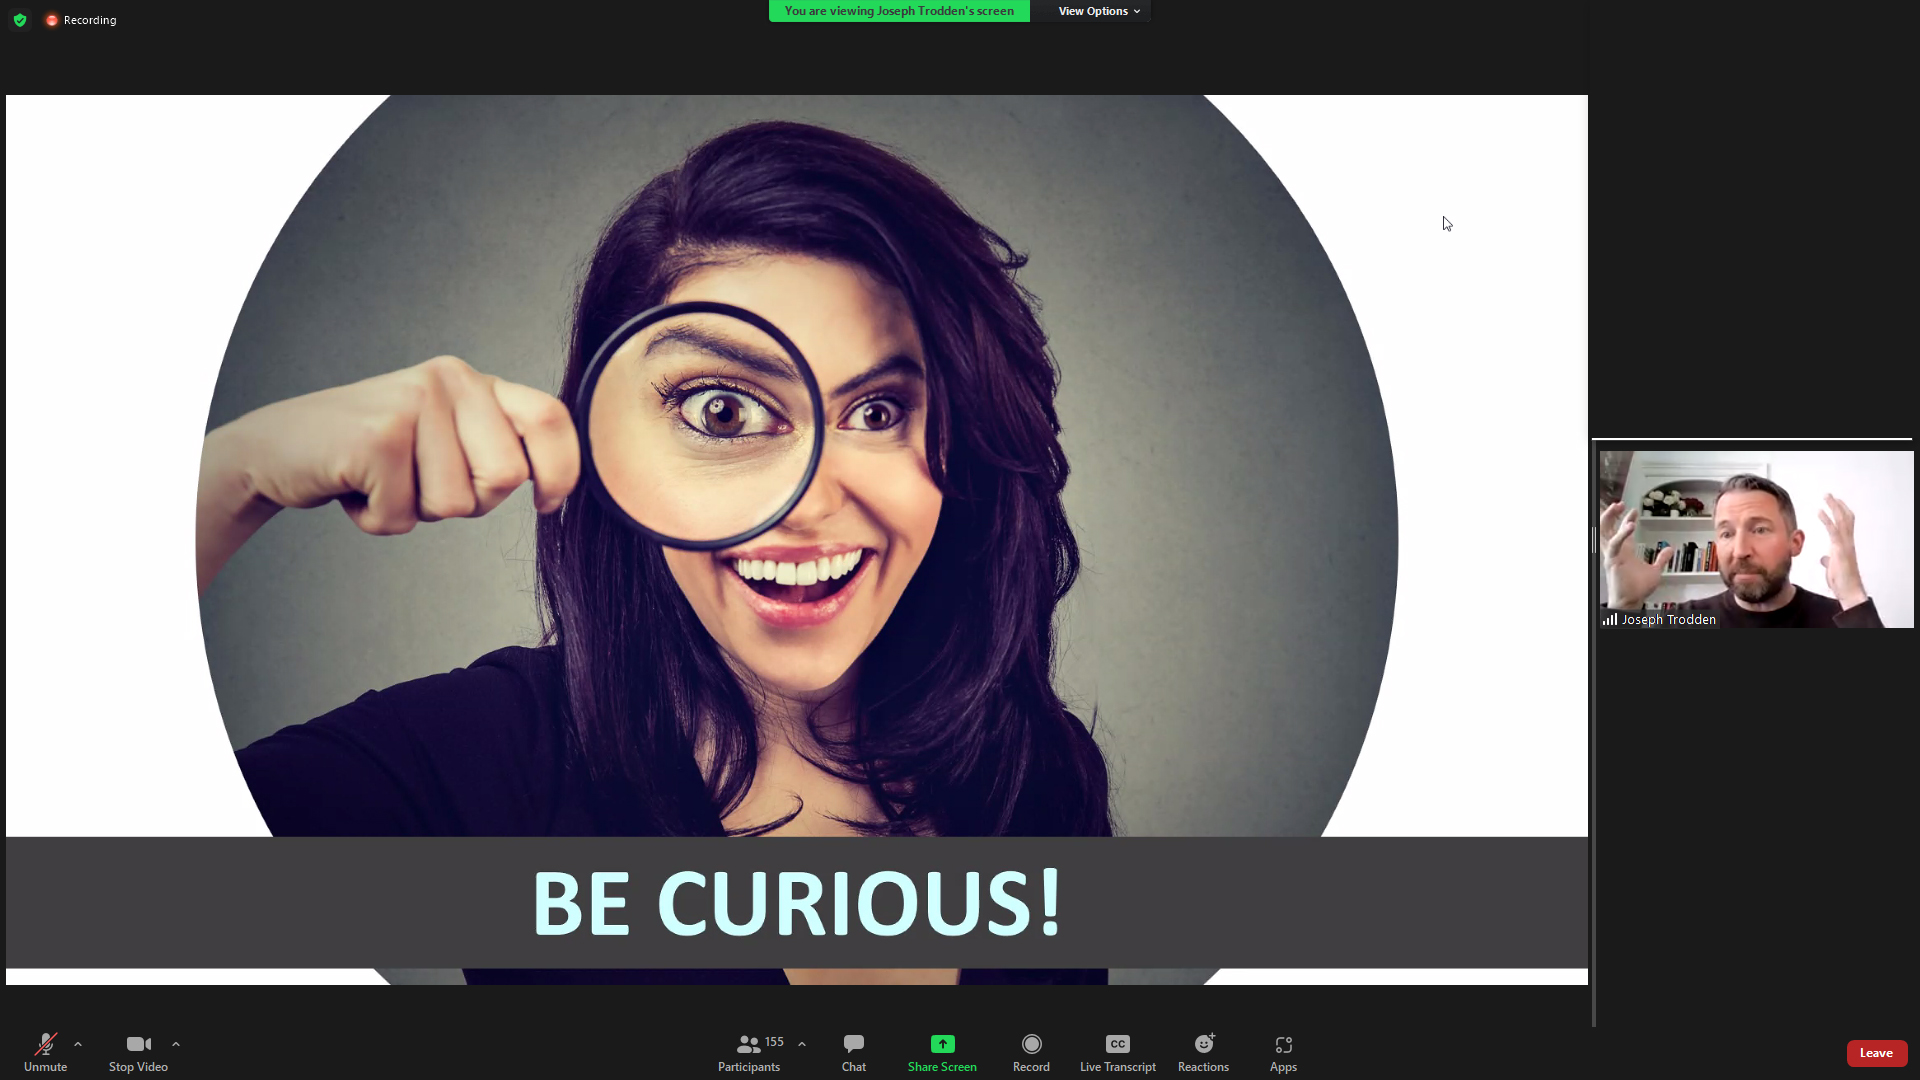 Recording
You are viewing Joseph Trodden's screen
View Options
BE CURIOUS!
Joseph Trodden
Unmute
Stop Video
155
Participants
Chat
Share Screen
Record
CC
Live Transcript
Reactions
Apps
Leave